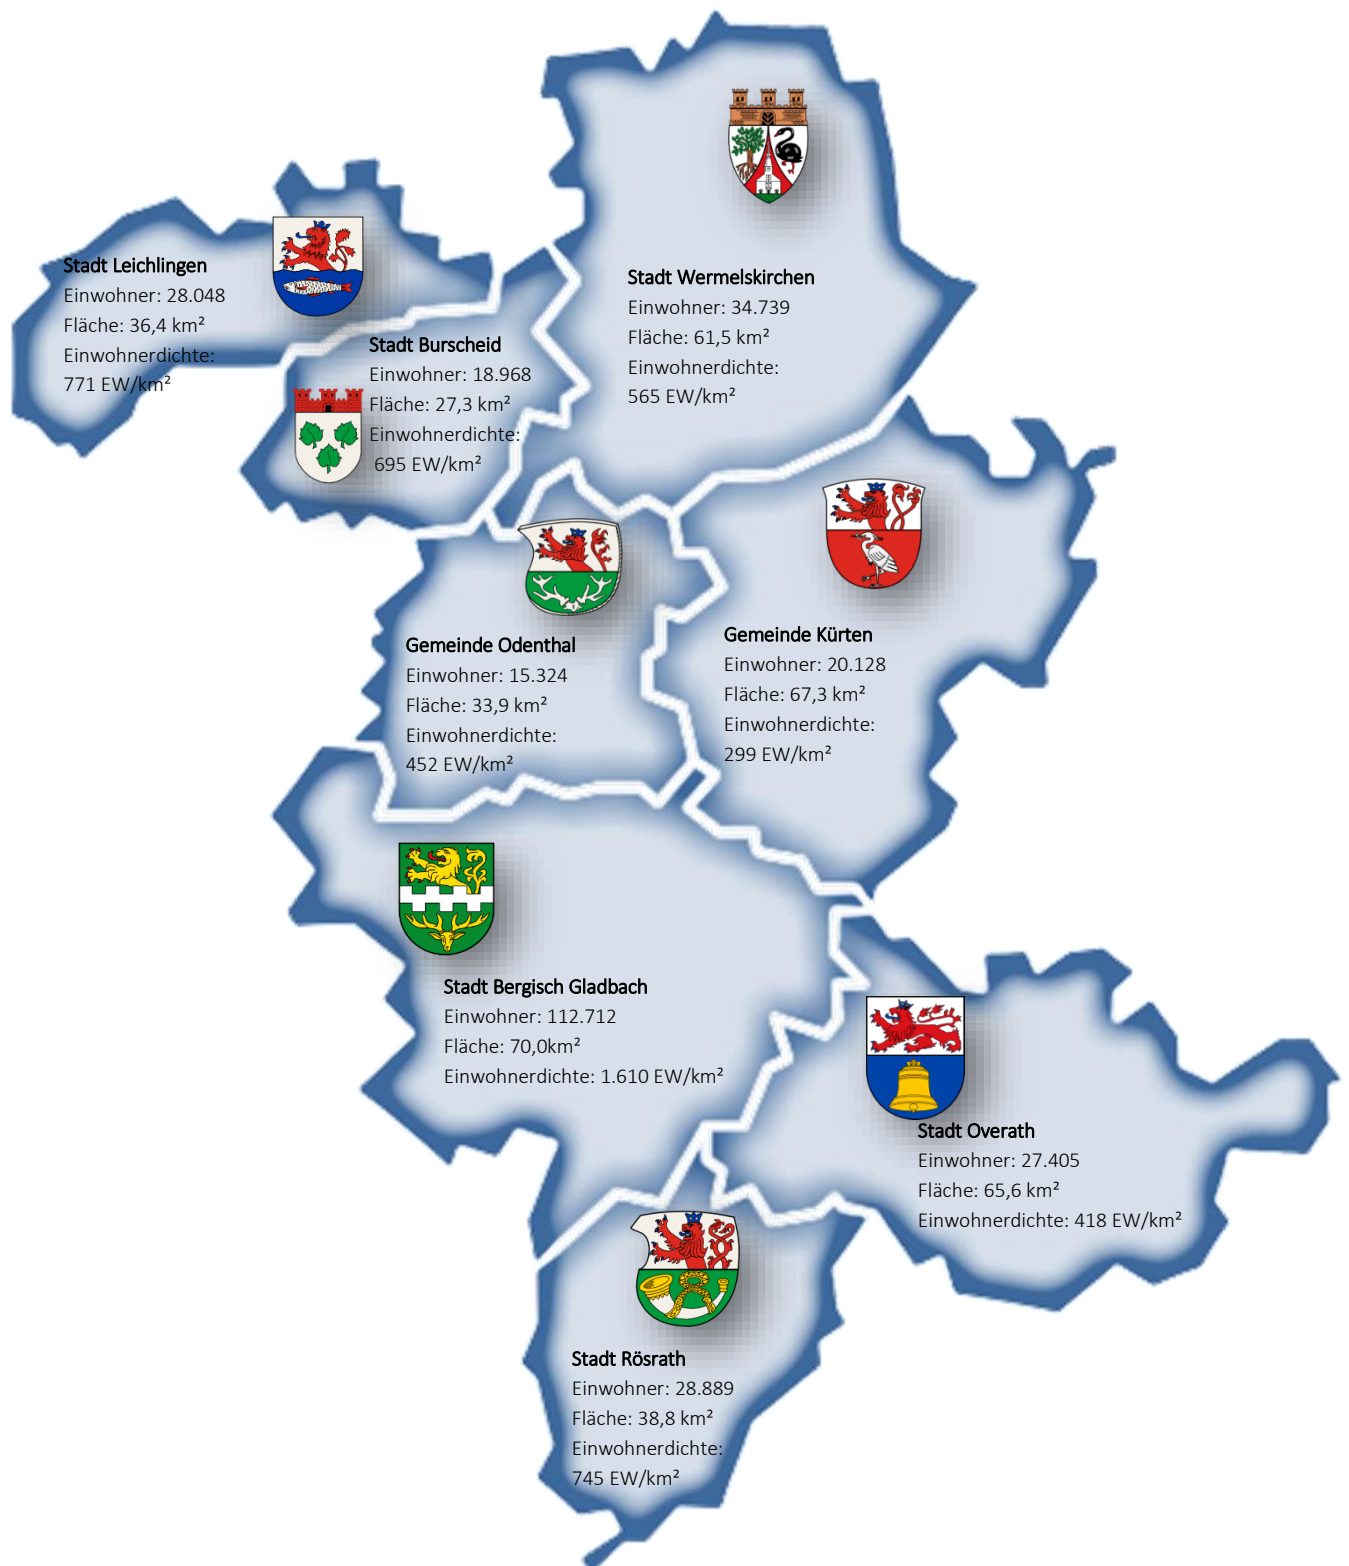 Stadt Leichlingen
Einwohner: 28.048
Fläche: 36,4 km²
Einwohnerdichte:
771 EW/km²
Stadt Wermelskirchen
Einwohner: 34.739
Fläche: 61,5 km²
Einwohnerdichte:
565 EW/km²
Stadt Burscheid
Einwohner: 18.968
Fläche: 27,3 km²
Einwohnerdichte:
695 EW/km²
Gemeinde Odenthal
Einwohner: 15.324
Fläche: 33,9 km²
Einwohnerdichte:
452 EW/km²
Gemeinde Kürten
Einwohner: 20.128
Fläche: 67,3 km²
Einwohnerdichte:
299 EW/km²
Stadt Bergisch Gladbach
Einwohner: 112.712
Fläche: 70,0km²
Einwohnerdichte: 1.610 EW/km²
Stadt Overath
Einwohner: 27.405
Fläche: 65,6 km²
Einwohnerdichte: 418 EW/km²
Stadt Rösrath
Einwohner: 28.889
Fläche: 38,8 km²
Einwohnerdichte:
745 EW/km²